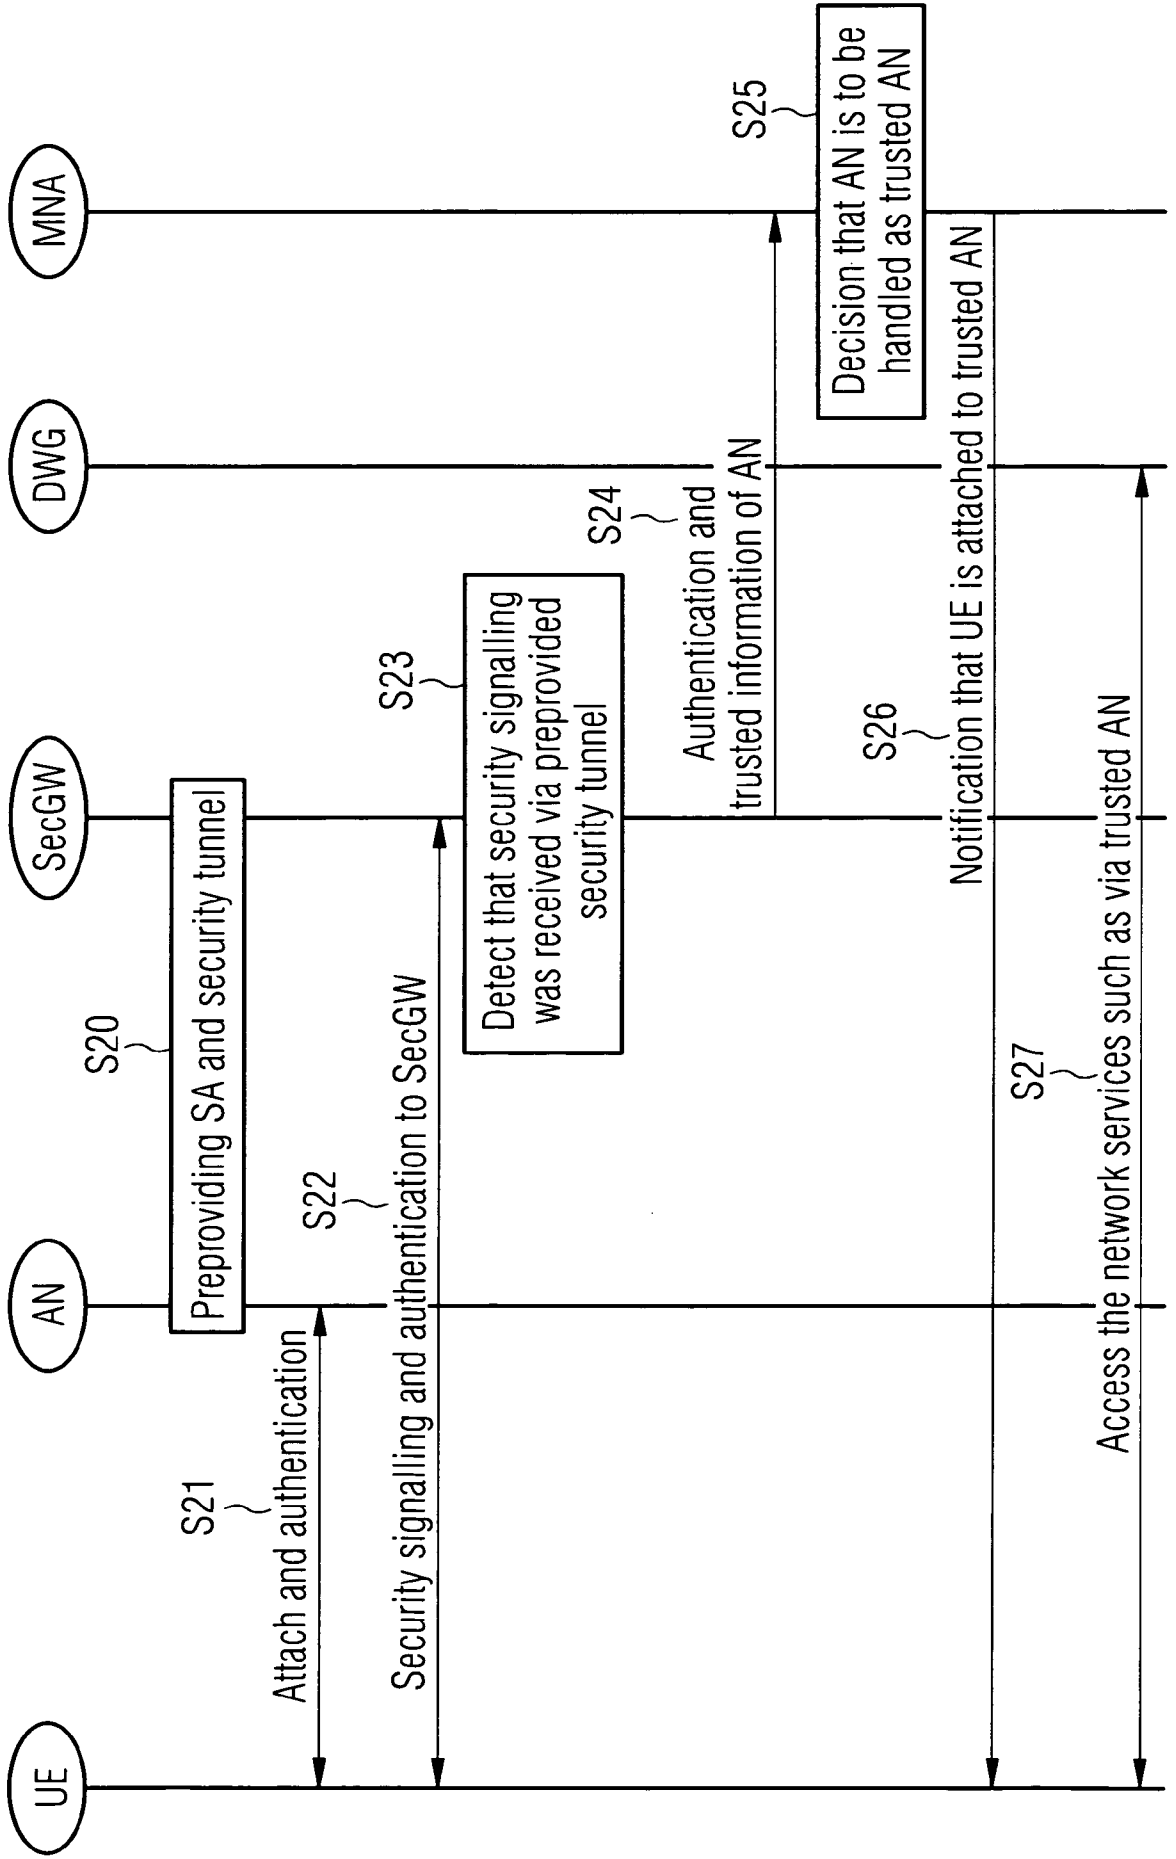 UE
AN
SecGW
DWG
MNA
S20
Preproviding SA and security tunnel
S21
Attach and authentication
S22
Security signalling and authentication to SecGW
S23
Detect that security signalling
was received via preprovided
security tunnel
S24
Authentication and
trusted information of AN
S25
Decision that AN is to be
handled as trusted AN
S26
Notification that UE is attached to trusted AN
S27
Access the network services such as via trusted AN